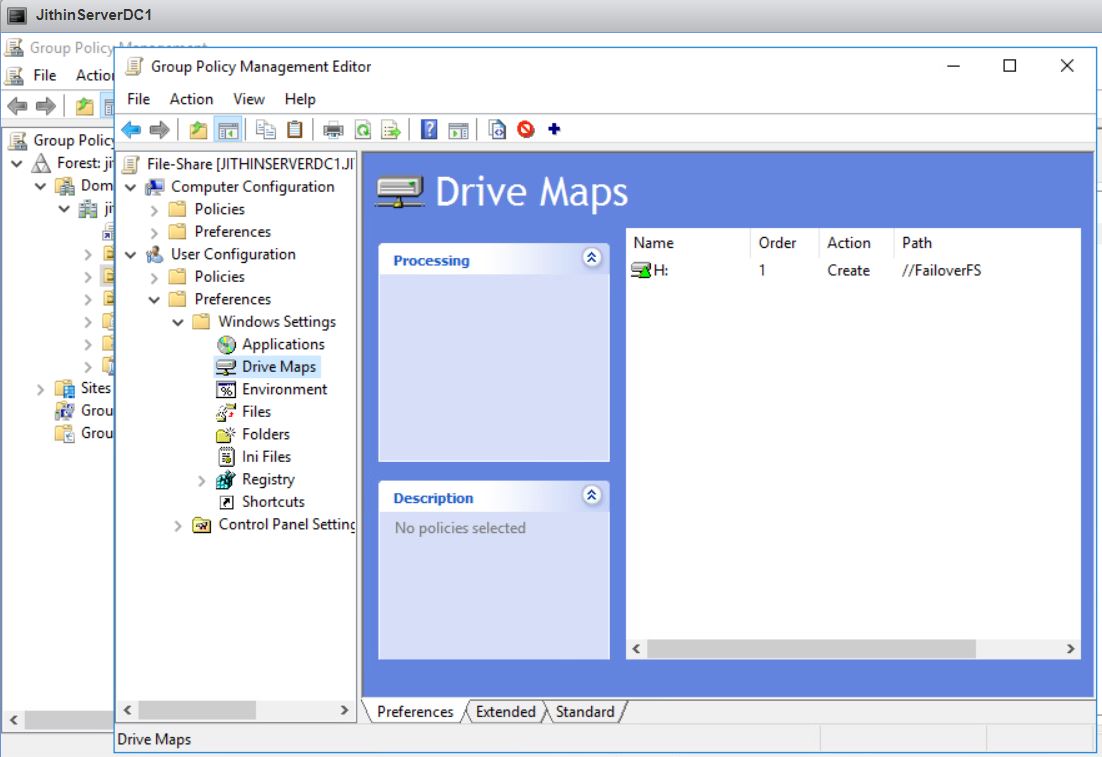 JithinServerDC1
Group Policy Management
File Action
Group Policy Management Editor
File Action View Help
Group Policy
Forest: ji
Dom
ji
Sites
Grou
Grou
File-Share [JITHINSERVERDC1.JI
Computer Configuration
Policies
Preferences
User Configuration
Policies
Preferences
Windows Settings
Applications
Drive Maps
Environment
Files
Folders
Ini Files
Registry
Shortcuts
Control Panel Setting
Drive Maps
Processing
Description
No policies selected
Name Order Action Path
H: 1 Create //FailoverFS
Preferences Extended Standard
Drive Maps